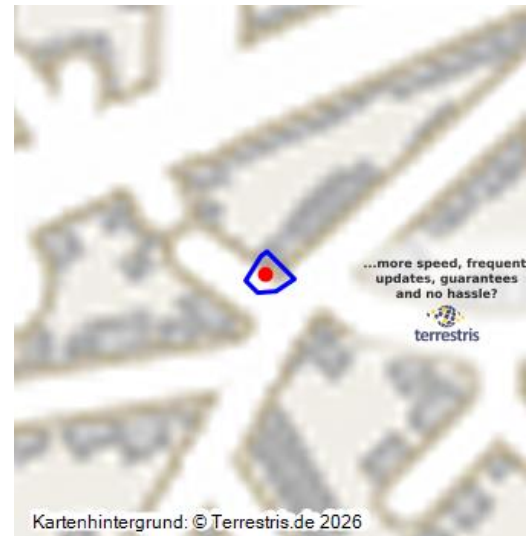 ...more speed, frequent
updates, guarantees
and no hassle?
terrestris
Kartenhintergrund: © Terrestris.de 2026